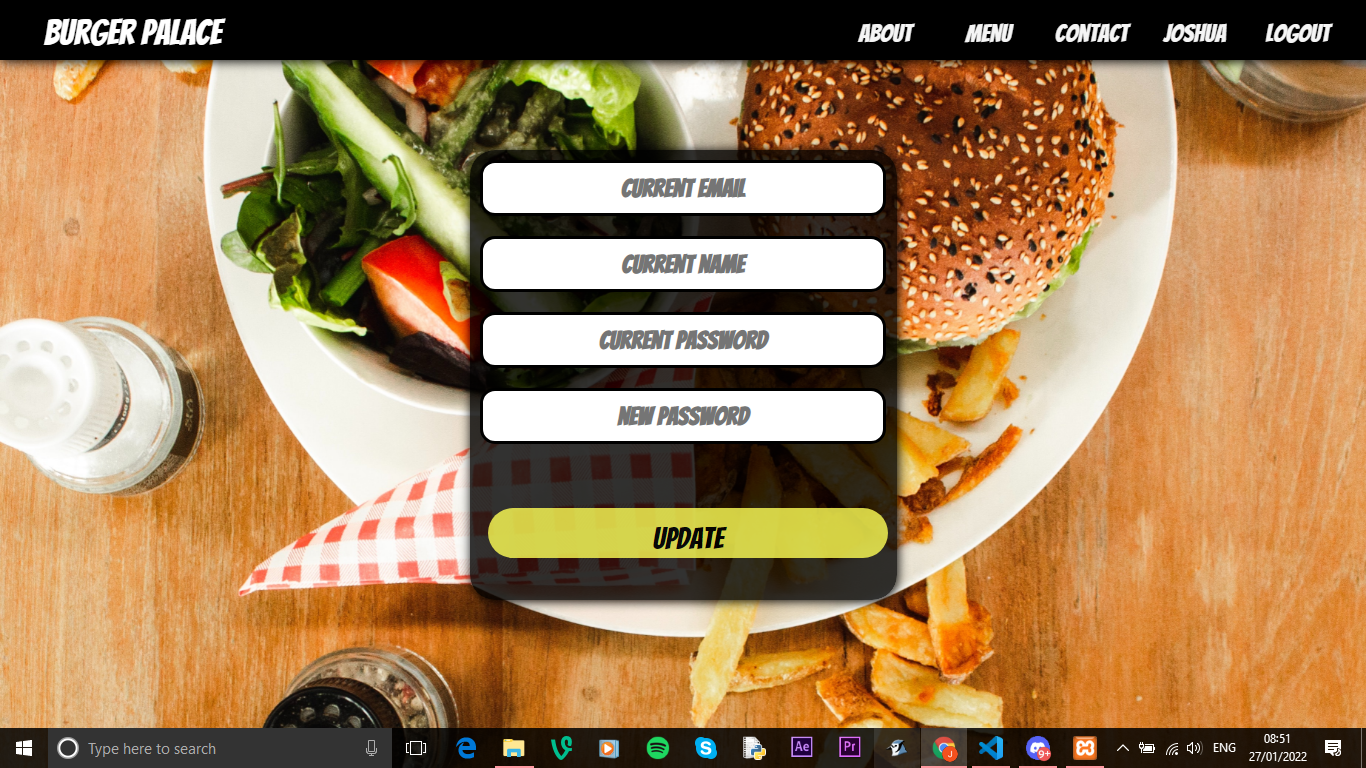 BURGER PALACE
ABOUT MENU CONTACT JOSHUA LOGOUT
CURRENT EMAIL
CURRENT NAME
CURRENT PASSWORD
NEW PASSWORD
UPDATE
Type here to search
Ae
Pr
J
9+
ENG
08:51
27/01/2022